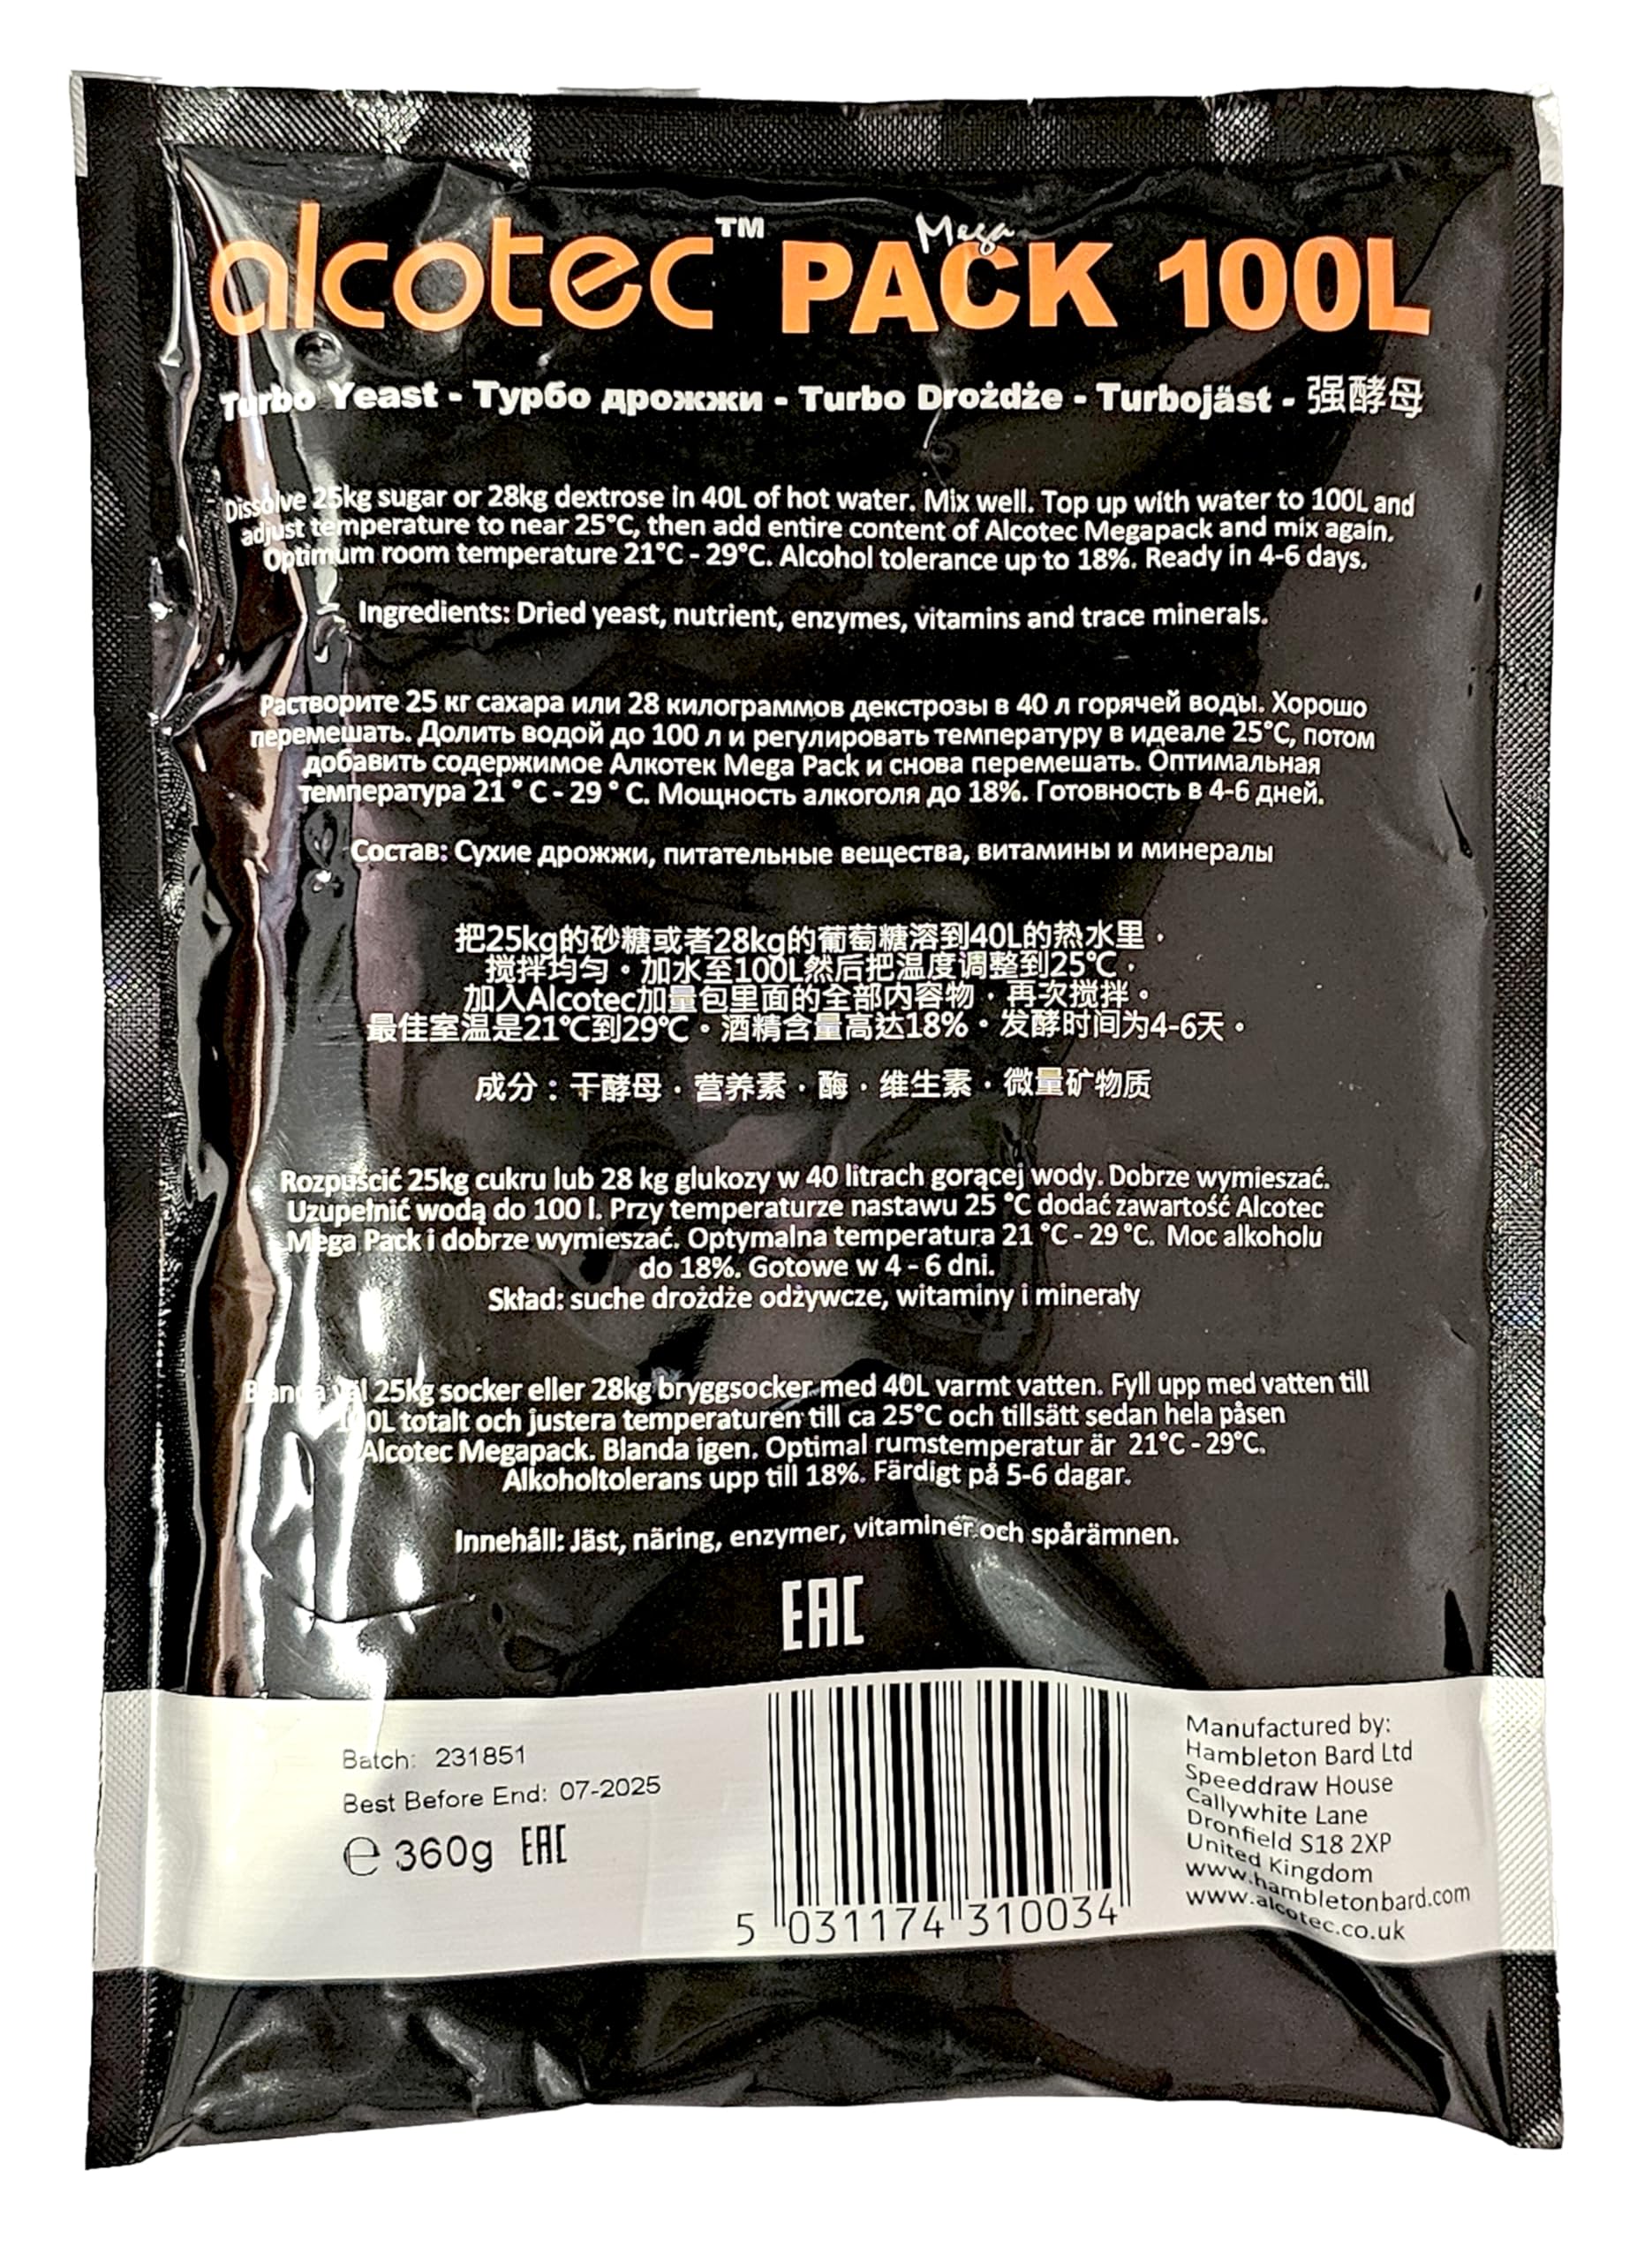 alcotec™ Mega PACK 100L
Turbo Yeast - Турбо дрожжи - Turbo Drożdże - Turbojäst - 强酵母
Dissolve 25kg sugar or 28kg dextrose in 40L of hot water. Mix well. Top up with water to 100L and
adjust temperature to near 25°C, then add entire content of Alcotec Megapack and mix again.
Optimum room temperature 21°C - 29°C. Alcohol tolerance up to 18%. Ready in 4-6 days.
Ingredients: Dried yeast, nutrient, enzymes, vitamins and trace minerals.
Растворите 25 кг сахара или 28 килограммов декстрозы в 40 л горячей воды. Хорошо
перемешать. Долить водой до 100 л и регулировать температуру в идеале 25°C, потом
добавить содержимое Алкотек Mega Pack и снова перемешать. Оптимальная
температура 21 ° C - 29 ° C. Мощность алкоголя до 18%. Готовность в 4-6 дней.
Состав: Сухие дрожжи, питательные вещества, витамины и минералы
把25kg的砂糖或者28kg的葡萄糖溶到40L的热水里，
搅拌均匀。加水至100L然后把温度调整到25℃，
加入Alcotec加量包里面的全部内容物，再次搅拌。
最佳室温是21℃到29℃。酒精含量高达18%。发酵时间为4-6天。
成分：干酵母，营养素，酶，维生素，微量矿物质
Rozpuścić 25kg cukru lub 28 kg glukozy w 40 litrach gorącej wody. Dobrze wymieszać.
Uzupełnić wodą do 100 l. Przy temperaturze nastawu 25 °C dodać zawartość Alcotec
Mega Pack i dobrze wymieszać. Optymalna temperatura 21 °C - 29 °C. Moc alkoholu
do 18%. Gotowe w 4 - 6 dni.
Skład: suche drożdże odżywcze, witaminy i minerały
Blanda väl 25kg socker eller 28kg bryggsocker med 40L varmt vatten. Fyll upp med vatten till
100L totalt och justera temperaturen till ca 25°C och tillsätt sedan hela påsen
Alcotec Megapack. Blanda igen. Optimal rumstemperatur är 21°C - 29°C.
Alkoholtolerans upp till 18%. Färdigt på 5-6 dagar.
Innehåll: Jäst, näring, enzymer, vitaminer och spårämnen.
EAC
Batch: 231851
Best Before End: 07-2025
℮ 360g EAC
5 031174 310034
Manufactured by:
Hambleton Bard Ltd
Speeddraw House
Callywhite Lane
Dronfield S18 2XP
United Kingdom
www.hambletonbard.com
www.alcotec.co.uk